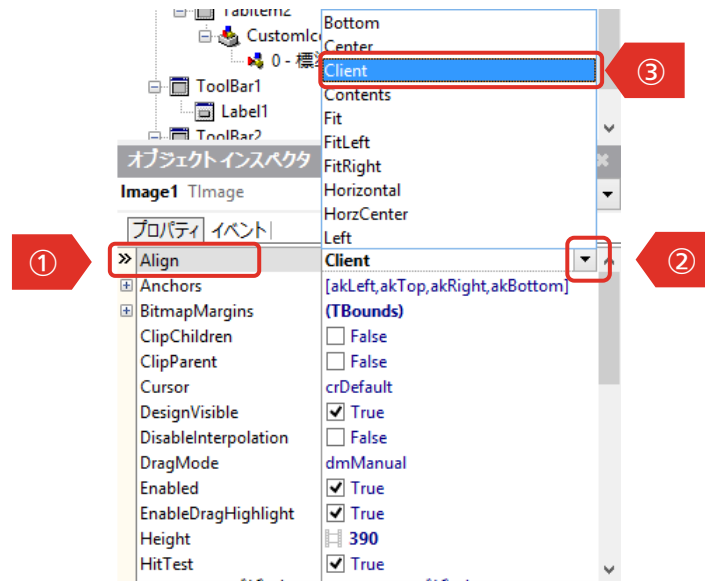 TabItem2
CustomIc
0 - 標
ToolBar1
Label1
ToolBar2
Bottom
Center
Client
Contents
Fit
FitLeft
FitRight
Horizontal
HorzCenter
Left
③
オブジェクト インスペクタ
Image1 TImage
プロパティ イベント
①
» Align Client
②
Anchors [akLeft,akTop,akRight,akBottom]
BitmapMargins (TBounds)
ClipChildren False
ClipParent False
Cursor crDefault
DesignVisible True
DisableInterpolation False
DragMode dmManual
Enabled True
EnableDragHighlight True
Height 390
HitTest True